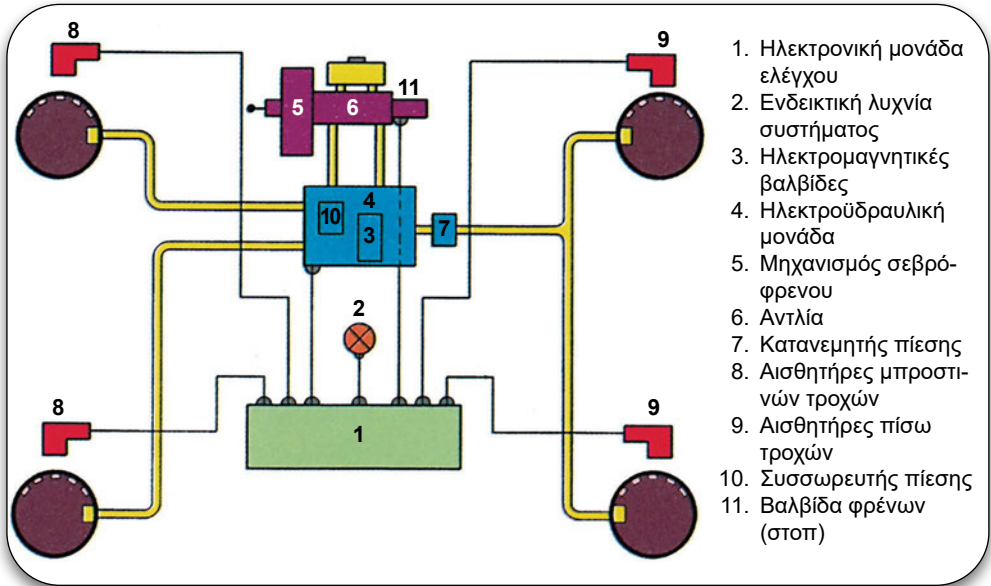 8
9
11
5
6
4
10
3
7
2
8
9
1
1. Ηλεκτρονική μονάδα
ελέγχου
2. Ενδεικτική λυχνία
συστήματος
3. Ηλεκτρομαγνητικές
βαλβίδες
4. Ηλεκτροϋδραυλική
μονάδα
5. Μηχανισμός σεβρό-
φρενου
6. Αντλία
7. Κατανεμητής πίεσης
8. Αισθητήρες μπροστι-
νών τροχών
9. Αισθητήρες πίσω
τροχών
10. Συσσωρευτής πίεσης
11. Βαλβίδα φρένων
(στοπ)